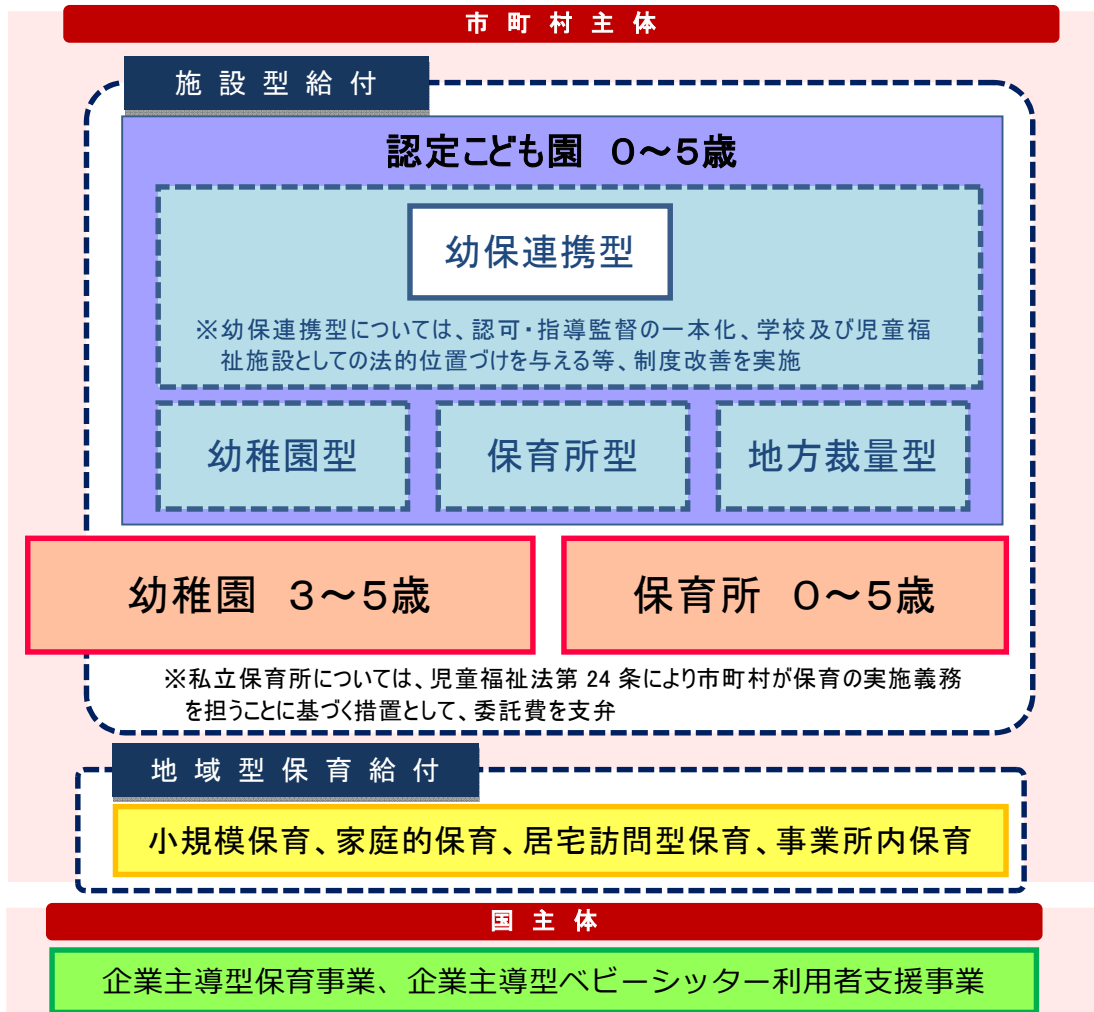 市町村主体
施設型給付
認定こども園 0～5歳
幼保連携型
※幼保連携型については、認可・指導監督の一本化、学校及び児童福
祉施設としての法的位置づけを与える等、制度改善を実施
幼稚園型
保育所型
地方裁量型
幼稚園 3～5歳
保育所 0～5歳
※私立保育所については、児童福祉法第 24 条により市町村が保育の実施義務
を担うことに基づく措置として、委託費を支弁
地域型保育給付
小規模保育、家庭的保育、居宅訪問型保育、事業所内保育
国主体
企業主導型保育事業、企業主導型ベビーシッター利用者支援事業